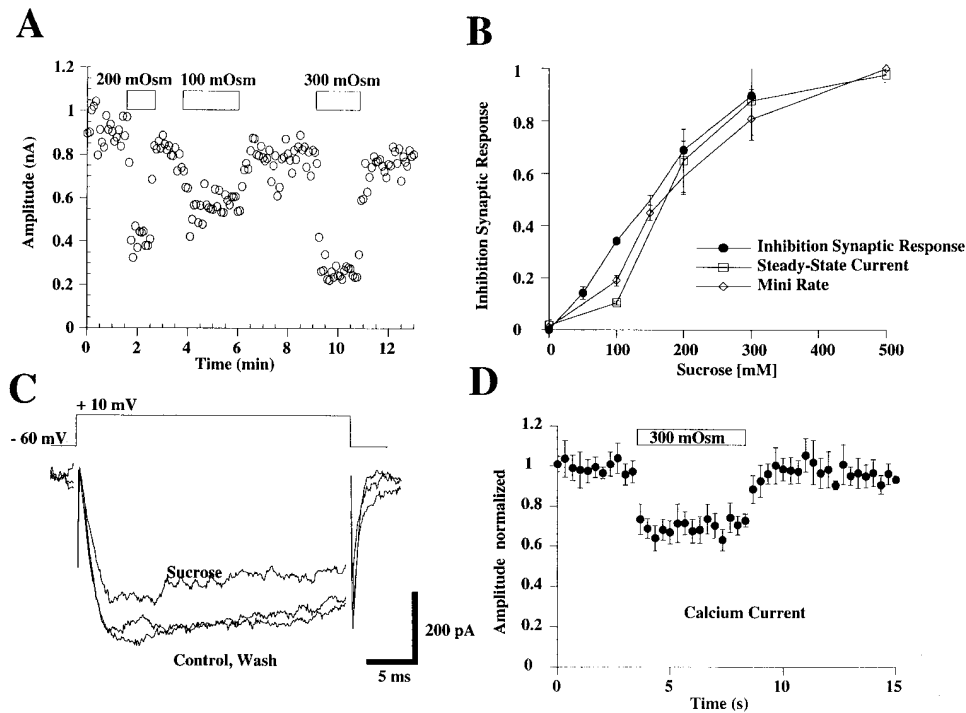 A
1.2
1
0.8
0.6
0.4
0.2
0
Amplitude (nA)
200 mOsm
100 mOsm
300 mOsm
0
2
4
6
8
10
12
Time (min)
B
1
0.8
0.6
0.4
0.2
0
Inhibition Synaptic Response
Inhibition Synaptic Response
Steady-State Current
Mini Rate
0
100
200
300
400
500
Sucrose [mM]
C
+ 10 mV
- 60 mV
Sucrose
Control, Wash
200 pA
5 ms
D
1.2
1
0.8
0.6
0.4
0.2
0
Amplitude normalized
300 mOsm
Calcium Current
0
5
10
15
Time (s)